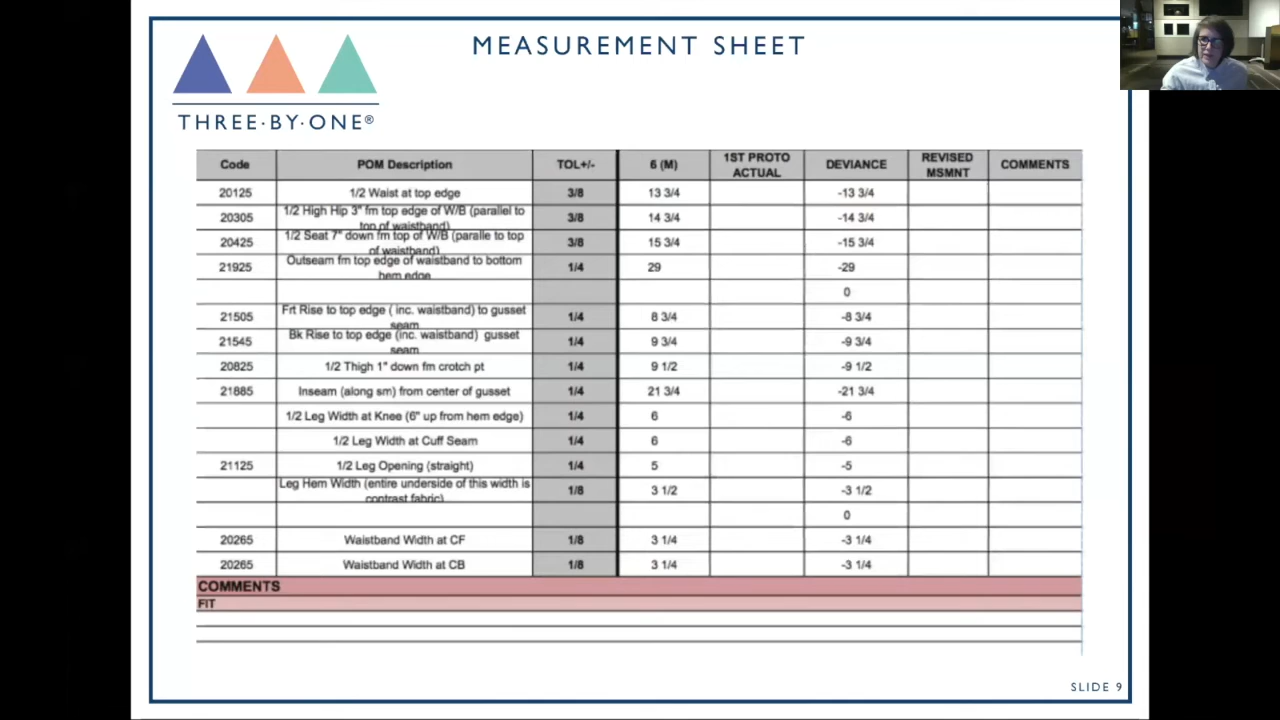 MEASUREMENT SHEET
THREE·BY·ONE®
Code POM Description TOL+/- 6 (M) 1ST PROTO ACTUAL DEVIANCE REVISED MSMNT COMMENTS
20125 1/2 Waist at top edge 3/8 13 3/4 -13 3/4
20305 1/2 High Hip 3" fm top edge of W/B (parallel to top of waistband) 3/8 14 3/4 -14 3/4
20425 1/2 Seat 7" down fm top of W/B (paralle to top of waistband) 3/8 15 3/4 -15 3/4
21925 Outseam fm top edge of waistband to bottom hem edge 1/4 29 -29
0
21505 Frt Rise to top edge ( inc. waistband) to gusset seam 1/4 8 3/4 -8 3/4
21545 Bk Rise to top edge (inc. waistband) gusset seam 1/4 9 3/4 -9 3/4
20825 1/2 Thigh 1" down fm crotch pt 1/4 9 1/2 -9 1/2
21885 Inseam (along sm) from center of gusset 1/4 21 3/4 -21 3/4
1/2 Leg Width at Knee (6" up from hem edge) 1/4 6 -6
1/2 Leg Width at Cuff Seam 1/4 6 -6
21125 1/2 Leg Opening (straight) 1/4 5 -5
Leg Hem Width (entire underside of this width is contrast fabric) 1/8 3 1/2 -3 1/2
0
20265 Waistband Width at CF 1/8 3 1/4 -3 1/4
20265 Waistband Width at CB 1/8 3 1/4 -3 1/4
COMMENTS
FIT
SLIDE 9